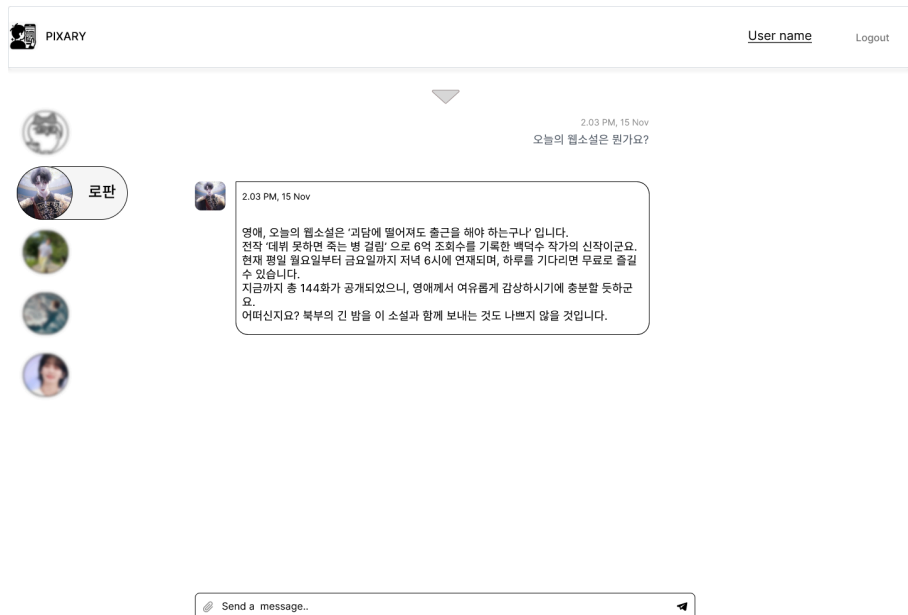 PIXARY
User name
Logout
2.03 PM, 15 Nov
오늘의 웹소설은 뭔가요?
로판
2.03 PM, 15 Nov
영애, 오늘의 웹소설은 ‘괴담에 떨어져도 출근을 해야 하는구나’ 입니다.
전작 ‘데뷔 못하면 죽는 병 걸림’ 으로 6억 조회수를 기록한 백덕수 작가의 신작이군요.
현재 평일 월요일부터 금요일까지 저녁 6시에 연재되며, 하루를 기다리면 무료로 즐길
수 있습니다.
지금까지 총 144화가 공개되었으니, 영애께서 여유롭게 감상하시기에 충분할 듯하군
요.
어떠신지요? 북부의 긴 밤을 이 소설과 함께 보내는 것도 나쁘지 않을 것입니다.
Send a message..